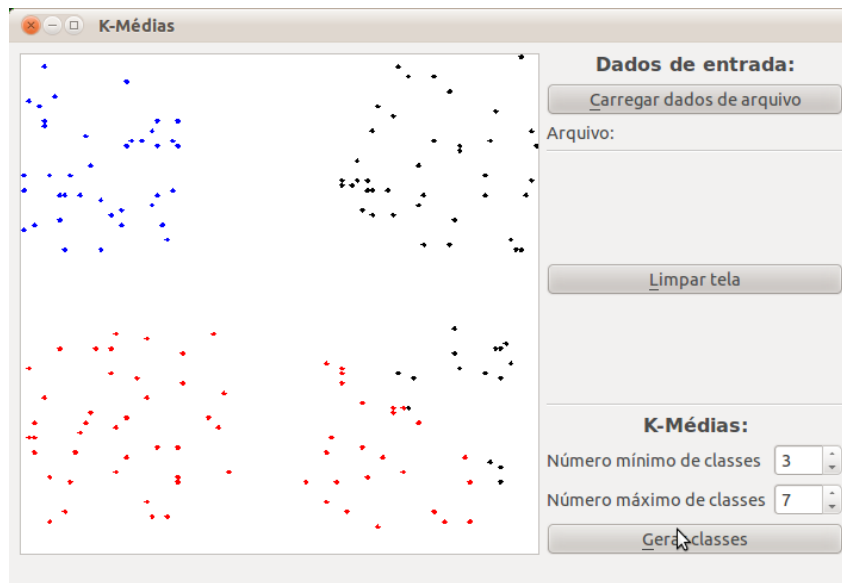 K-Médias
Dados de entrada:
Carregar dados de arquivo
Arquivo:
Limpar tela
K-Médias:
Número mínimo de classes 3
Número máximo de classes 7
Gerar classes